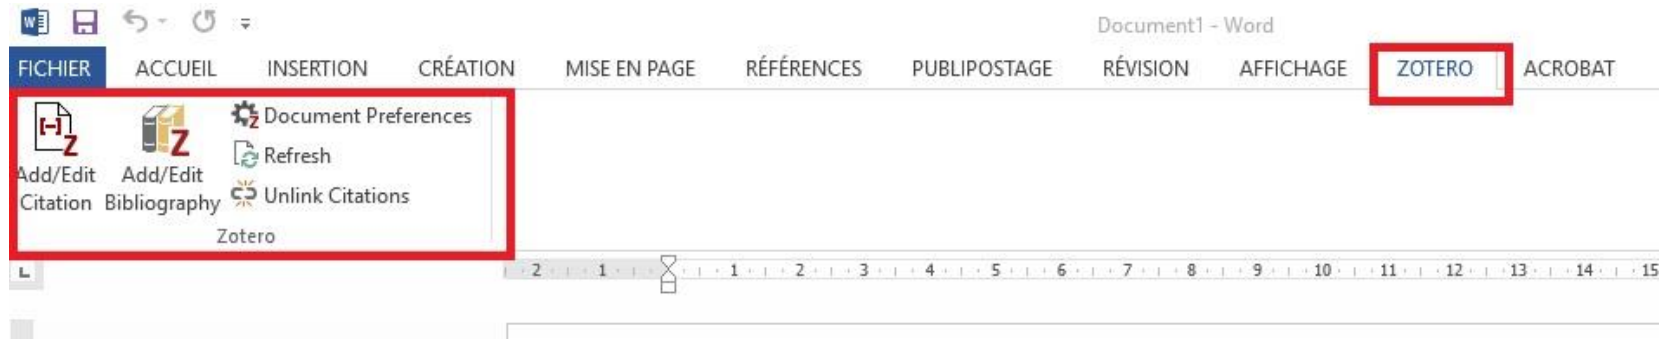 Document1 - Word
FICHIER ACCUEIL INSERTION CRÉATION MISE EN PAGE RÉFÉRENCES PUBLIPOSTAGE RÉVISION AFFICHAGE ZOTERO ACROBAT
Add/Edit Citation
Add/Edit Bibliography
Document Preferences
Refresh
Unlink Citations
Zotero
2 1 1 2 3 4 5 6 7 8 9 10 11 12 13 14 15